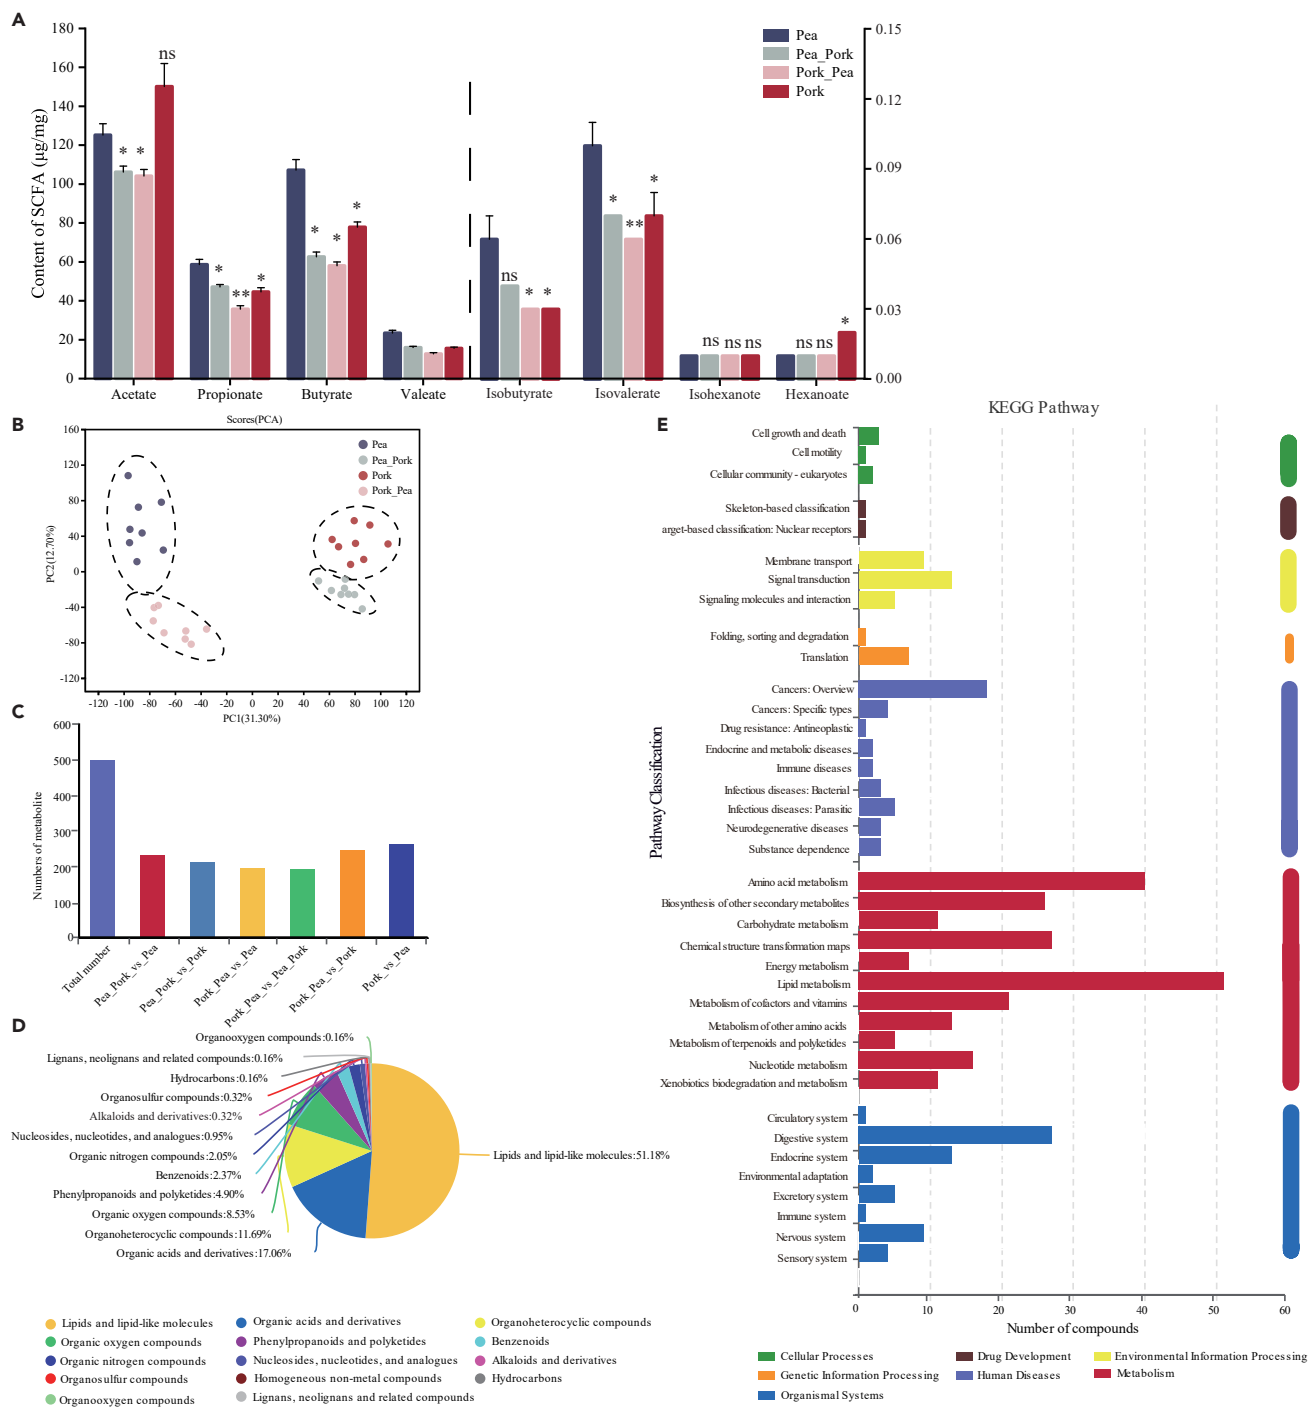 A
180
160
140
120
100
80
60
40
20
0
Content of SCFA (µg/mg)
ns
* *
* ** *
* * *
ns * *
* ** *
ns ns ns
ns ns *
Pea
Pea_Pork
Pork_Pea
Pork
0.15
0.12
0.09
0.06
0.03
0.00
Acetate Propionate Butyrate Valeate Isobutyrate Isovalerate Isohexanote Hexanoate
B
Scores(PCA)
160
120
80
40
0
-40
-80
-120
PC2(12.70%)
Pea
Pea_Pork
Pork
Pork_Pea
-120 -100 -80 -60 -40 -20 0 20 40 60 80 100 120
PC1(31.30%)
C
600
500
400
300
200
100
0
Numbers of metabolite
Total number
Pea_Pork_vs_Pea
Pea_Pork_vs_Pork
Pork_Pea_vs_Pea
Pork_Pea_vs_Pea_Pork
Pork_Pea_vs_Pork
Pork_vs_Pea
D
Organooxygen compounds:0.16%
Lignans, neolignans and related compounds:0.16%
Hydrocarbons:0.16%
Organosulfur compounds:0.32%
Alkaloids and derivatives:0.32%
Nucleosides, nucleotides, and analogues:0.95%
Organic nitrogen compounds:2.05%
Benzenoids:2.37%
Phenylpropanoids and polyketides:4.90%
Organic oxygen compounds:8.53%
Organoheterocyclic compounds:11.69%
Organic acids and derivatives:17.06%
Lipids and lipid-like molecules:51.18%
Lipids and lipid-like molecules
Organic acids and derivatives
Organoheterocyclic compounds
Organic oxygen compounds
Phenylpropanoids and polyketides
Benzenoids
Organic nitrogen compounds
Nucleosides, nucleotides, and analogues
Alkaloids and derivatives
Organosulfur compounds
Homogeneous non-metal compounds
Hydrocarbons
Organooxygen compounds
Lignans, neolignans and related compounds
E
KEGG Pathway
Pathway Classification
Cell growth and death
Cell motility
Cellular community - eukaryotes
Skeleton-based classification
arget-based classification: Nuclear receptors
Membrane transport
Signal transduction
Signaling molecules and interaction
Folding, sorting and degradation
Translation
Cancers: Overview
Cancers: Specific types
Drug resistance: Antineoplastic
Endocrine and metabolic diseases
Immune diseases
Infectious diseases: Bacterial
Infectious diseases: Parasitic
Neurodegenerative diseases
Substance dependence
Amino acid metabolism
Biosynthesis of other secondary metabolites
Carbohydrate metabolism
Chemical structure transformation maps
Energy metabolism
Lipid metabolism
Metabolism of cofactors and vitamins
Metabolism of other amino acids
Metabolism of terpenoids and polyketides
Nucleotide metabolism
Xenobiotics biodegradation and metabolism
Circulatory system
Digestive system
Endocrine system
Environmental adaptation
Excretory system
Immune system
Nervous system
Sensory system
0 10 20 30 40 50 60
Number of compounds
Cellular Processes
Drug Development
Environmental Information Processing
Genetic Information Processing
Human Diseases
Metabolism
Organismal Systems